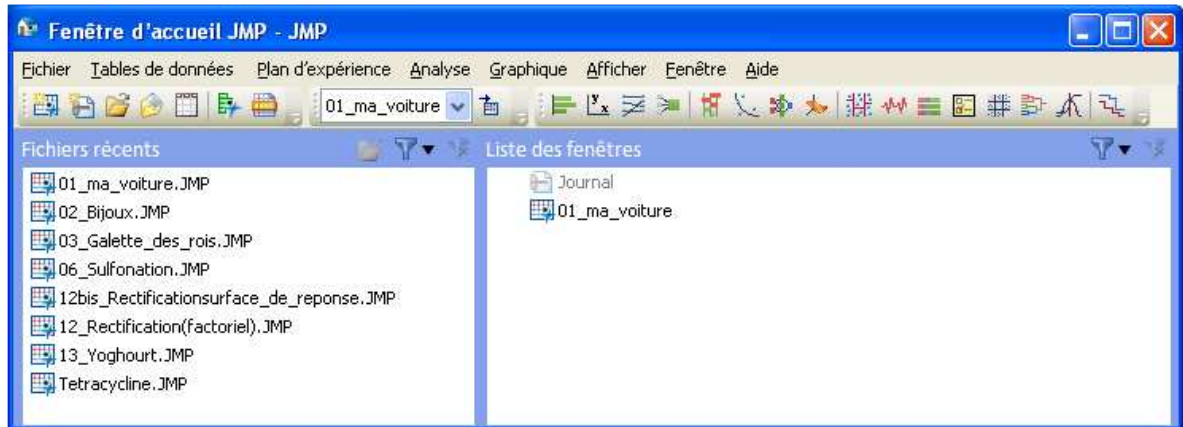 Fenêtre d'accueil JMP - JMP
Fichier Tables de données Plan d'expérience Analyse Graphique Afficher Fenêtre Aide
01_ma_voiture
Fichiers récents
01_ma_voiture.JMP
02_Bijoux.JMP
03_Galette_des_rois.JMP
06_Sulfonation.JMP
12bis_Rectificationsurface_de_reponse.JMP
12_Rectification(factoriel).JMP
13_Yoghourt.JMP
Tetracycline.JMP
Liste des fenêtres
Journal
01_ma_voiture